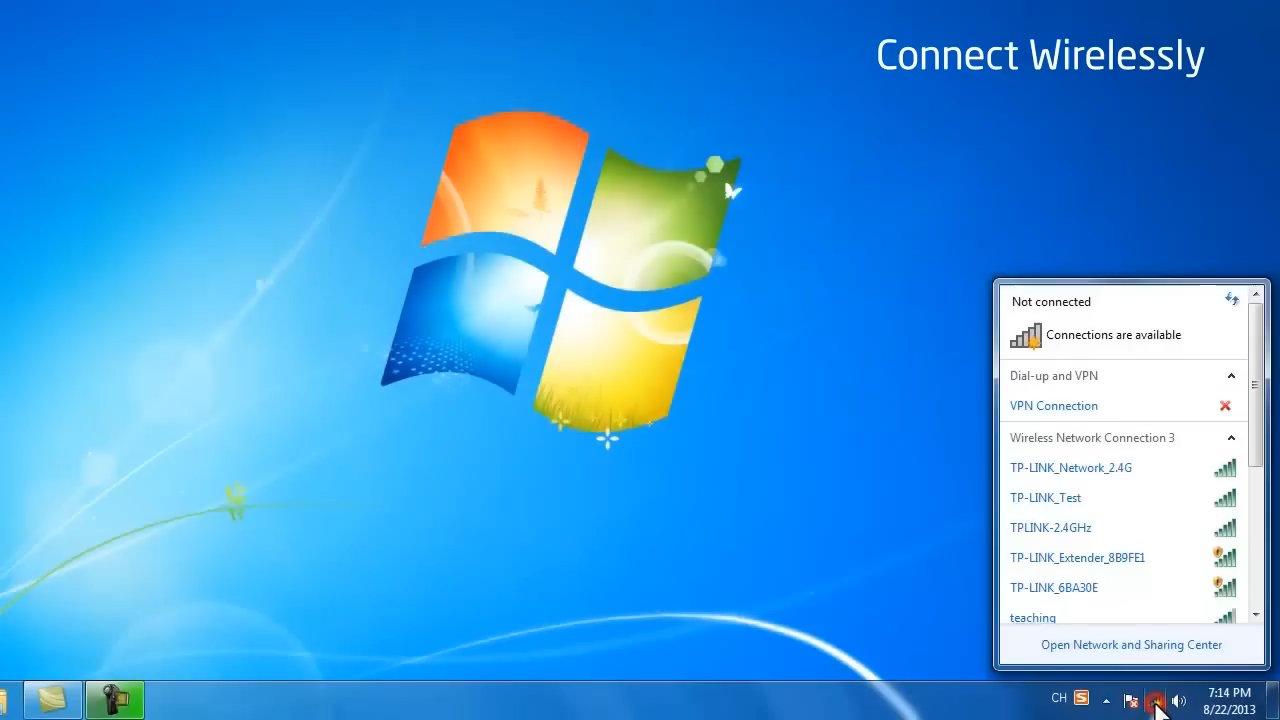 Connect Wirelessly
Not connected
Connections are available
Dial-up and VPN
VPN Connection
Wireless Network Connection 3
TP-LINK_Network_2.4G
TP-LINK_Test
TPLINK-2.4GHz
TP-LINK_Extender_8B9FE1
TP-LINK_6BA30E
teaching
Open Network and Sharing Center
CH S
7:14 PM
8/22/2013